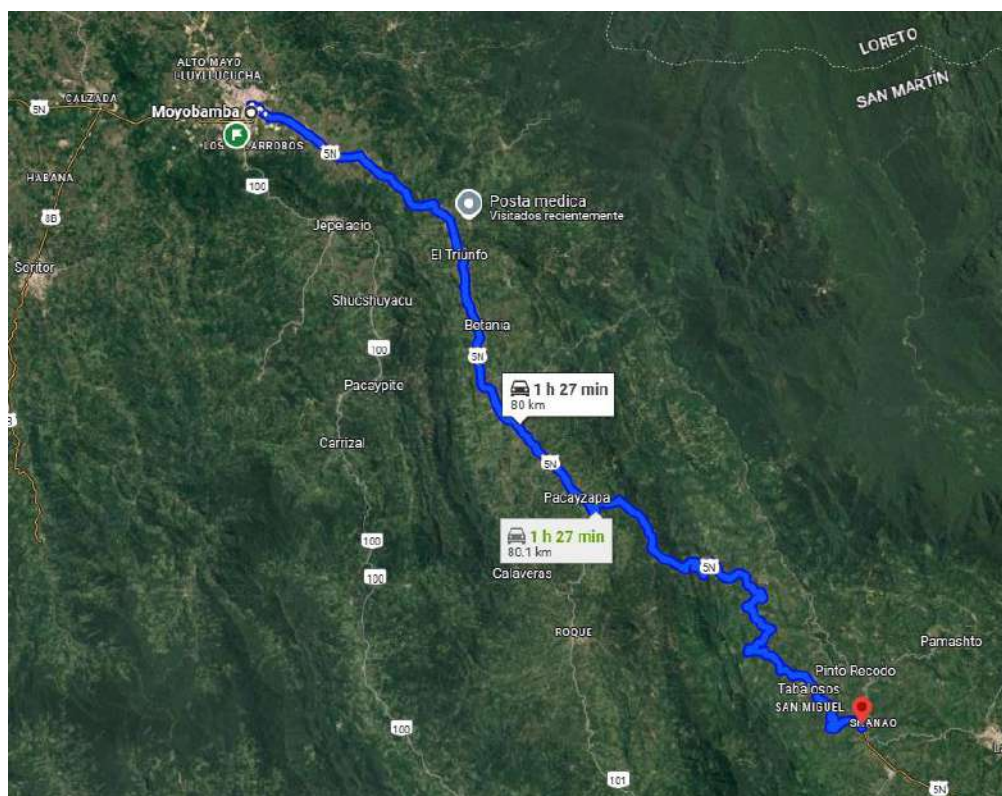 LORETO
SAN MARTÍN
ALTO MAYO
LLUYLLUCUCHA
CALZADA
5N
Moyobamba
LOS
ARROBOS
5N
HABANA
100
Posta medica
Visitados recientemente
8B
Jepelacio
Soritor
El Triunfo
Shucshuyacu
Betania
100
5N
Pacaypite
1 h 27 min
80 km
Carrizal
5N
Pacayzapa
1 h 27 min
80.1 km
100
Calaveras
5N
100
ROQUE
Pamashto
Pinto Recodo
Tabalosos
SAN MIGUEL
SHANAO
100
101
5N